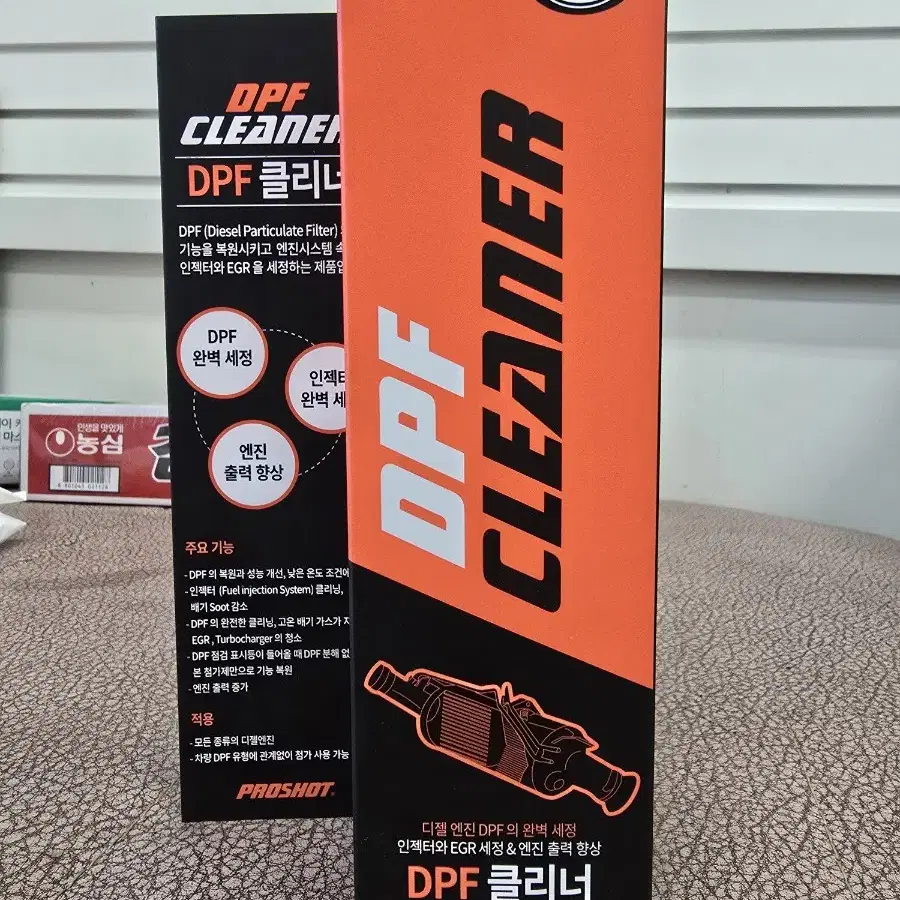 DPF
CLEANER
DPF 클리너
DPF (Diesel Particulate Filter)
기능을 복원시키고 엔진시스템 속
인젝터와 EGR 을 세정하는 제품입
DPF
완벽 세정
인젝터
완벽 세
엔진
출력 향상
주요 기능
- DPF 의 복원과 성능 개선, 낮은 온도 조건에
- 인젝터 (Fuel injection System) 클리닝,
배기 Soot 감소
- DPF 의 완전한 클리닝, 고온 배기 가스가 지
EGR , Turbocharger 의 청소
- DPF 점검 표시등이 들어올 때 DPF 분해 없
본 첨가제만으로 기능 복원
- 엔진 출력 증가
적용
- 모든 종류의 디젤엔진
- 차량 DPF 유형에 관계없이 첨가 사용 가능
PROSHOT
DPF
CLEANER
디젤 엔진 DPF 의 완벽 세정
인젝터와 EGR 세정 & 엔진 출력 향상
DPF 클리너
인생을 맛있게
농심